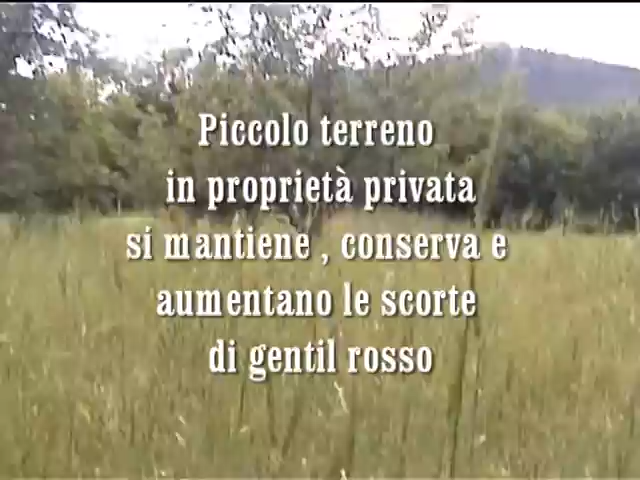 Piccolo terreno
in proprietà privata
si mantiene , conserva e
aumentano le scorte
di gentil rosso